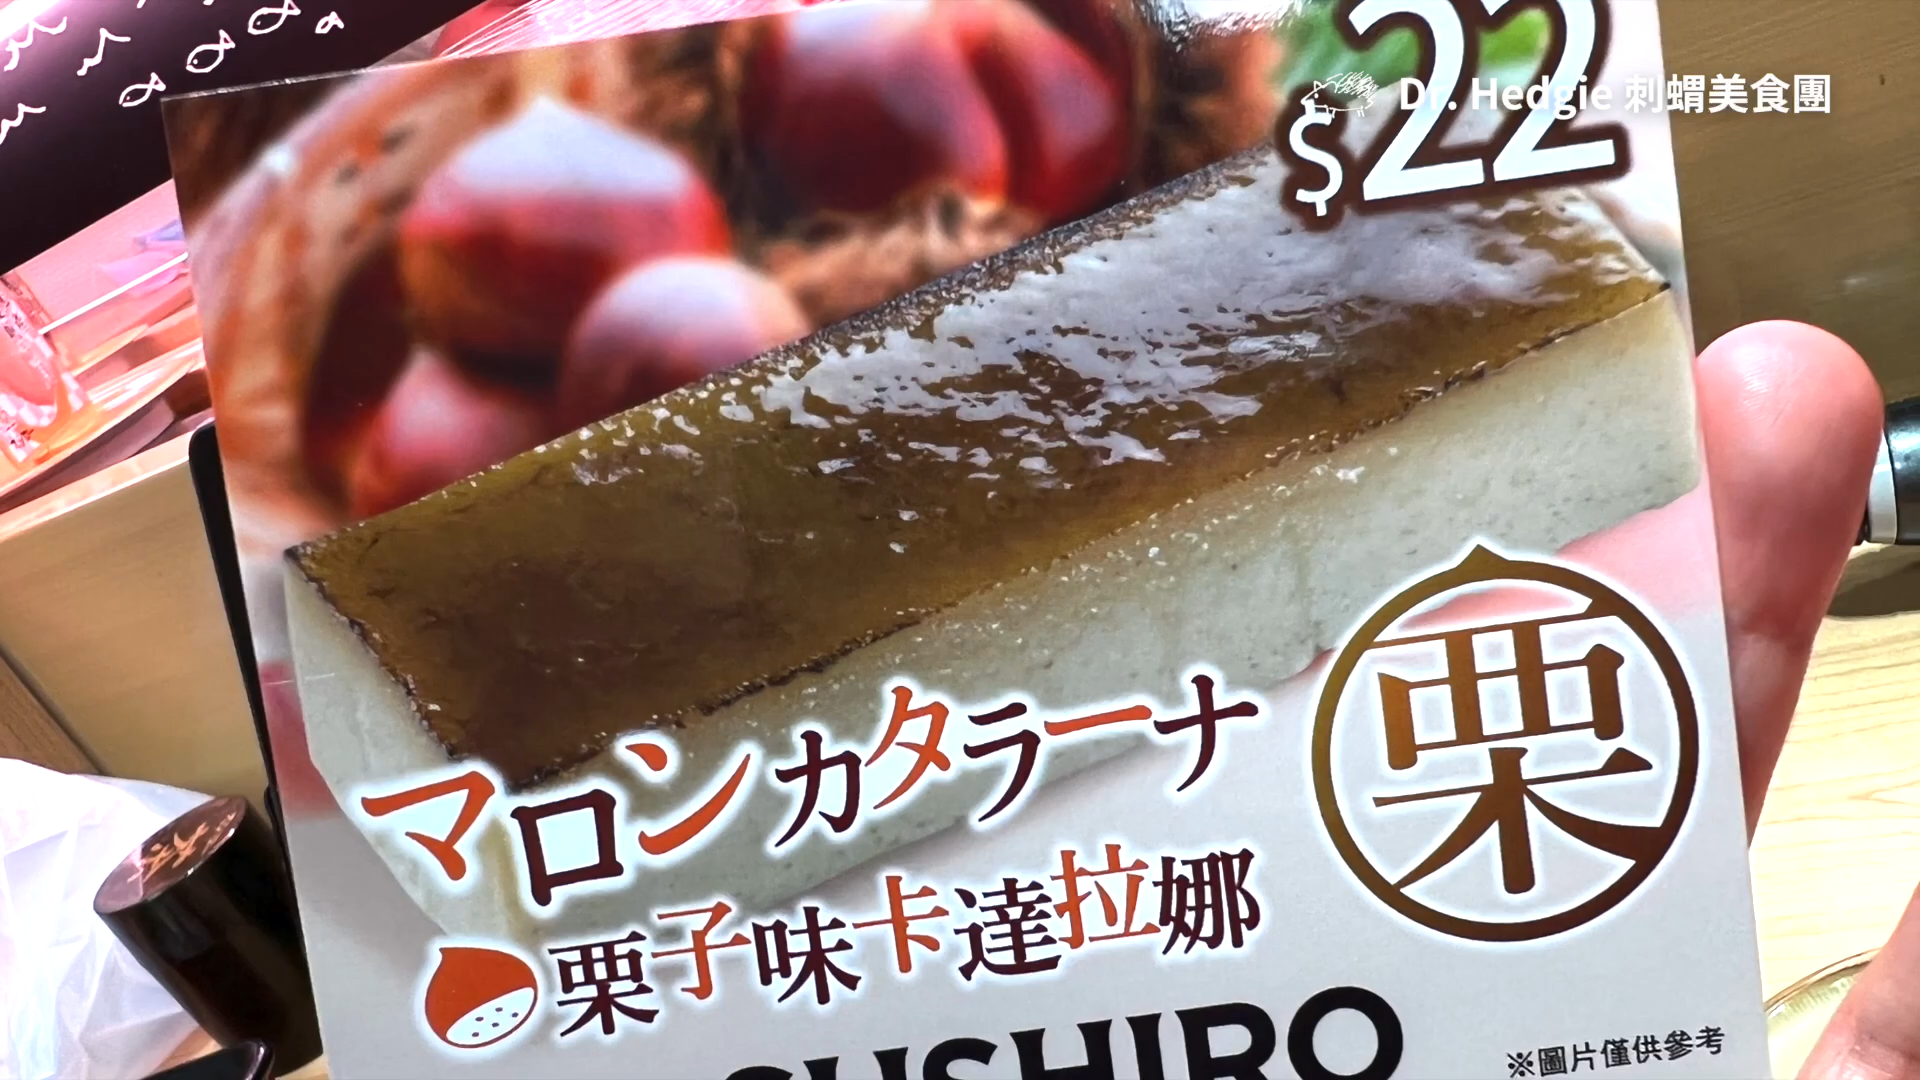 $22
Dr. Hedgie 刺蝟美食團
栗
マロンカタラーナ
栗子味卡達拉娜
SUSHIRO
※圖片僅供參考